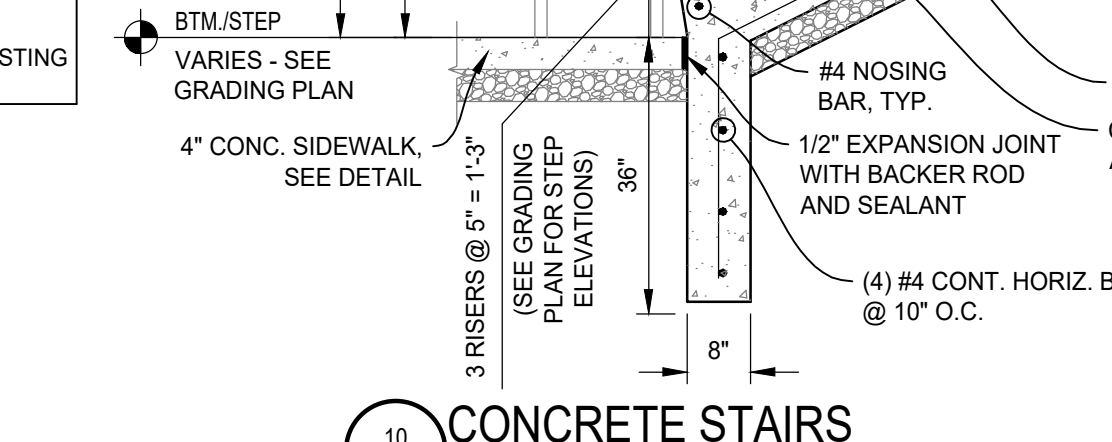 BTM./STEP
VARIES - SEE
GRADING PLAN
STING
4" CONC. SIDEWALK,
SEE DETAIL
3 RISERS @ 5" = 1'-3"
(SEE GRADING
PLAN FOR STEP
ELEVATIONS)
36"
8"
#4 NOSING
BAR, TYP.
1/2" EXPANSION JOINT
WITH BACKER ROD
AND SEALANT
(4) #4 CONT. HORIZ. B
@ 10" O.C.
10
CONCRETE STAIRS